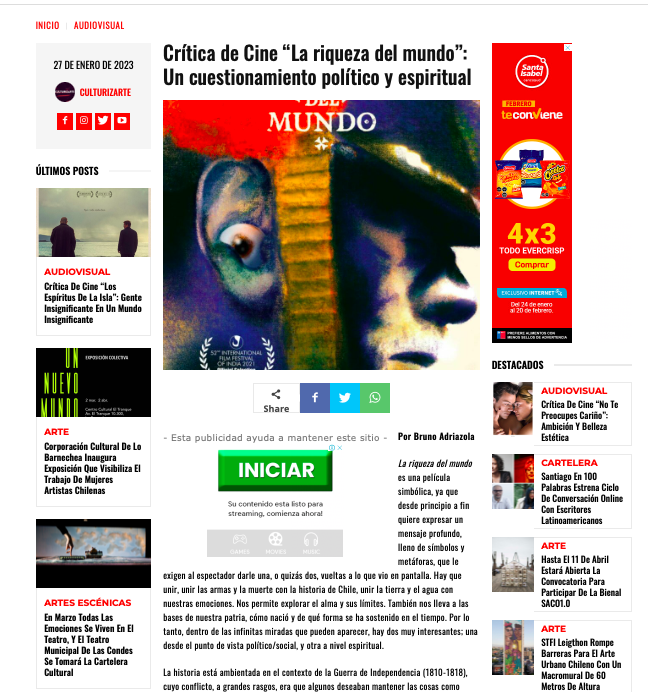 INICIO
AUDIOVISUAL
27 DE ENERO DE 2023
CULTURIZARTE
ÚLTIMOS POSTS
AUDIOVISUAL
Crítica De Cine “Los
Espíritus De La Isla”: Gente
Insignificante En Un Mundo
Insignificante
UN
NUEVO
MUNDO
EXPOSICIÓN COLECTIVA
2 mar.  2 abr.
Centro Cultural El Tranque
Av. El Tranque 10.300.
ARTE
Corporación Cultural De Lo
Barnechea Inaugura
Exposición Que Visibiliza El
Trabajo De Mujeres
Artistas Chilenas
ARTES ESCÉNICAS
En Marzo Todas Las
Emociones Se Viven En El
Teatro, Y El Teatro
Municipal De Las Condes
Se Tomará La Cartelera
Cultural
Crítica de Cine “La riqueza del mundo”:
Un cuestionamiento político y espiritual
DEL
MUNDO
52ND INTERNATIONAL
FILM FESTIVAL
OF INDIA 2021
Official Selection
Share
- Esta publicidad ayuda a mantener este sitio -
INICIAR
Su contenido esta listo para
streaming, comienza ahora!
GAMES
MOVIES
MUSIC
Por Bruno Adriazola
La riqueza del mundo
es una película
simbólica, ya que
desde principio a fin
quiere expresar un
mensaje profundo,
lleno de símbolos y
metáforas, que le
exigen al espectador darle una, o quizás dos, vueltas a lo que vio en pantalla. Hay que
unir, unir las armas y la muerte con la historia de Chile, unir la tierra y el agua con
nuestras emociones. Nos permite explorar el alma y sus límites. También nos lleva a las
bases de nuestra patria, cómo nació y de qué forma se ha sostenido en el tiempo. Por lo
tanto, dentro de las infinitas miradas que pueden aparecer, hay dos muy interesantes; una
desde el punto de vista político/social, y otra a nivel espiritual.
La historia está ambientada en el contexto de la Guerra de Independencia (1810-1818),
cuyo conflicto, a grandes rasgos, era que algunos deseaban mantener las cosas como
Santa
Isabel
FEBRERO
teconViene
4x3
TODO EVERCRISP
Comprar
EXCLUSIVO INTERNET
Del 24 de enero
al 20 de febrero.
PREFIERE ALIMENTOS CON
MENOS SELLOS DE ADVERTENCIA
DESTACADOS
AUDIOVISUAL
Crítica De Cine “No Te
Preocupes Cariño”:
Ambición Y Belleza
Estética
CARTELERA
Santiago En 100
Palabras Estrena Ciclo
De Conversación Online
Con Escritores
Latinoamericanos
ARTE
Hasta El 11 De Abril
Estará Abierta La
Convocatoria Para
Participar De La Bienal
SACO1.0
ARTE
STFI Leigthon Rompe
Barreras Para El Arte
Urbano Chileno Con Un
Macromural De 60
Metros De Altura